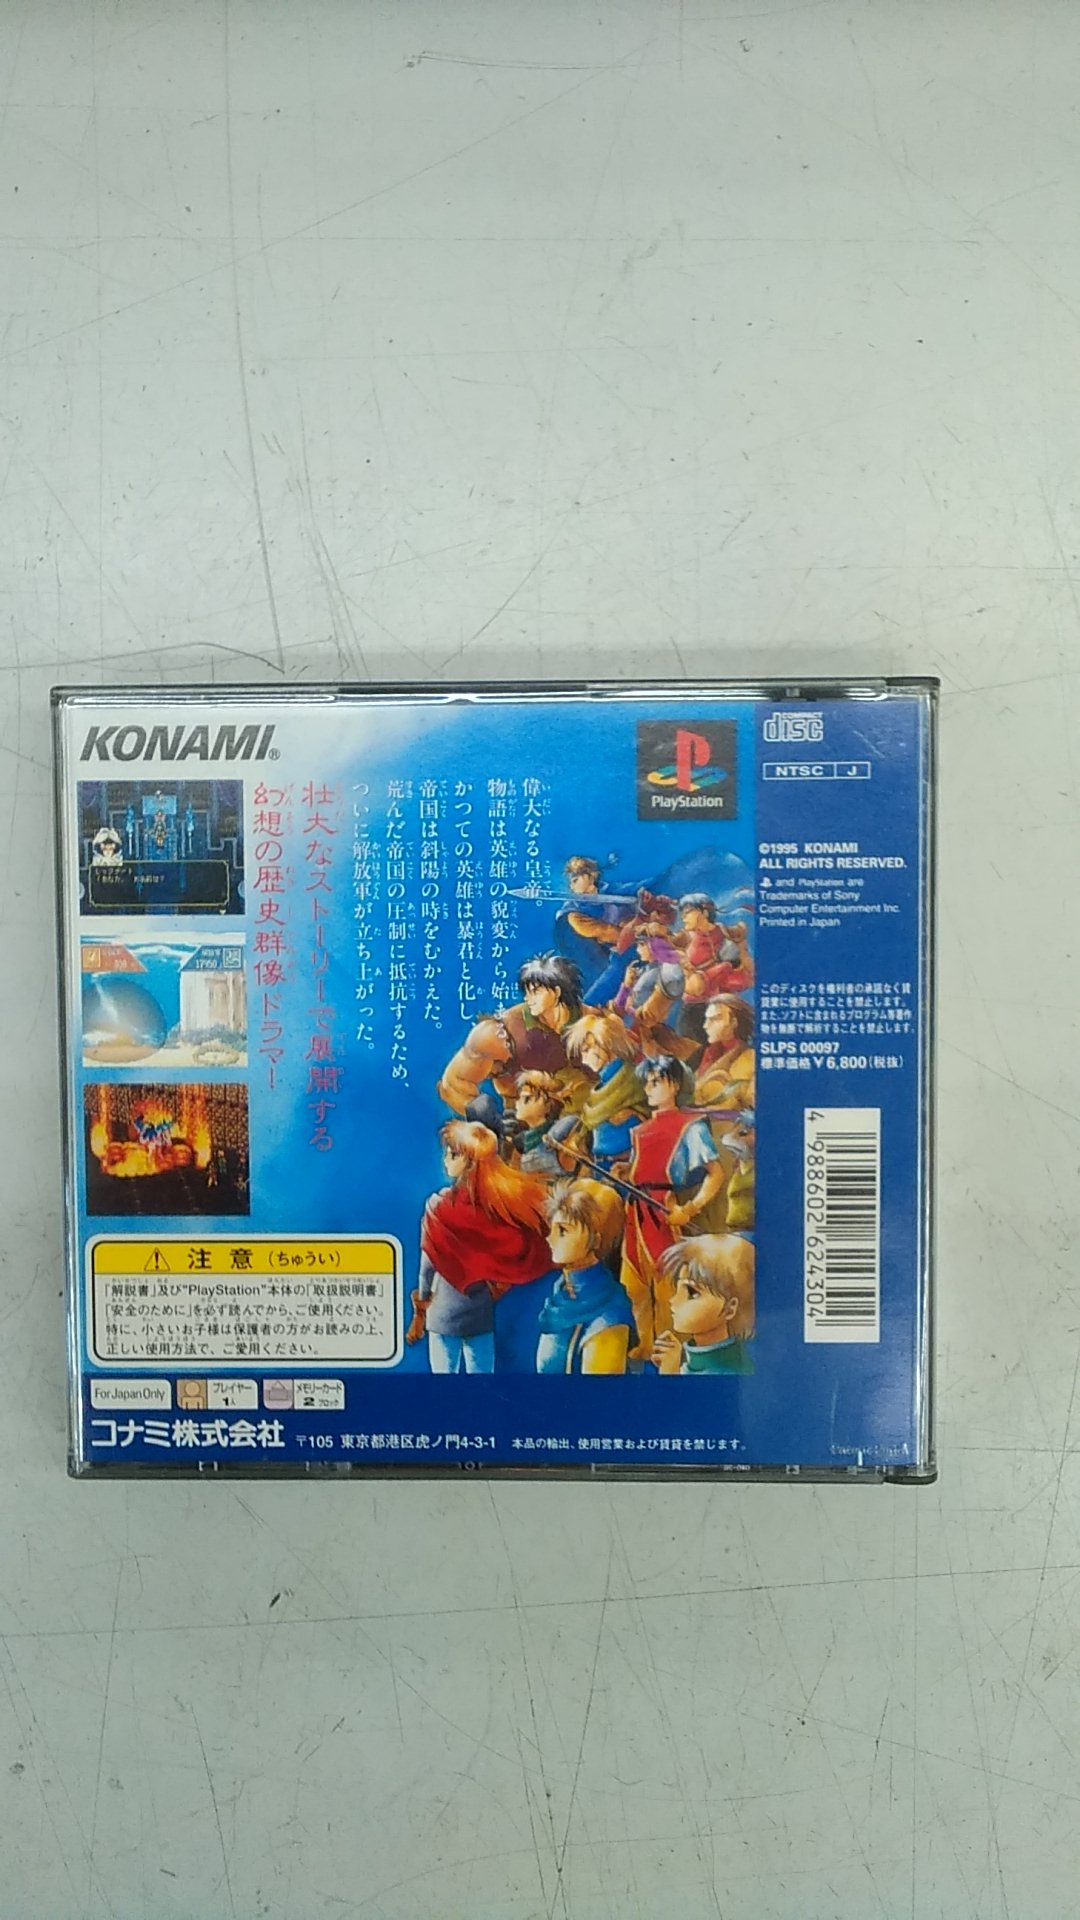 KONAMI®
壮大なストーリーで展開する
幻想の歴史群像ドラマー
偉大なる皇帝。
物語は英雄の貌変から始まる。
かつての英雄は暴君と化し、
帝国は斜陽の時をむかえた。
荒んだ帝国の圧制に抵抗するため、
ついに解放軍が立ち上がった。
PlayStation
COMPACT
disc
NTSC J
©1995 KONAMI
ALL RIGHTS RESERVED.
and PlayStation are
Trademarks of Sony
Computer Entertainment Inc.
Printed in Japan
このディスクを権利者の承諾なく賃
貸業に使用することを禁止します。
また、ソフトに含まれるプログラム等著作
物を無断で解析することを禁止します。
SLPS 00097
標準価格¥6,800(税抜)
4 988602 624304
注意(ちゅうい)
「解説書」及び"PlayStation"本体の「取扱説明書」
「安全のために」を必ず読んでから、ご使用ください。
特に、小さいお子様は保護者の方がお読みの上、
正しい使用方法で、ご愛用ください。
For Japan Only
プレイヤー
1人
メモリーカード
2ブロック
コナミ株式会社 〒105 東京都港区虎ノ門4-3-1 本品の輸出、使用営業および賃貸を禁じます。